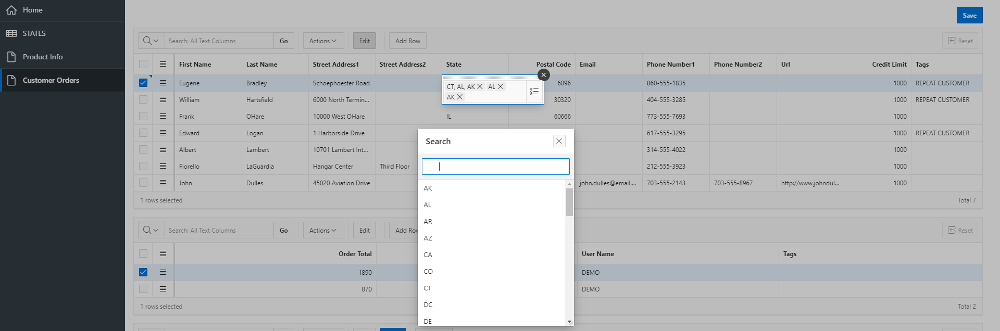 Home
STATES
Product Info
Customer Orders
Save
Search: All Text Columns Go Actions Edit Add Row Reset
First Name Last Name Street Address1 Street Address2 State Postal Code Email Phone Number1 Phone Number2 Url Credit Limit Tags
Eugene Bradley Schoephoester Road CT, AL, AK AL 6096 860-555-1835 1000 REPEAT CUSTOMER
AK
William Hartsfield 6000 North Termin... 30320 404-555-3285 1000 REPEAT CUSTOMER
Frank OHare 10000 West OHare IL 60666 773-555-7693 1000
Edward Logan 1 Harborside Drive 617-555-3295 1000 REPEAT CUSTOMER
Albert Lambert 10701 Lambert Int... 314-555-4022 1000
Fiorello LaGuardia Hangar Center Third Floor 212-555-3923 1000
John Dulles 45020 Aviation Drive john.dulles@email.... 703-555-2143 703-555-8967 http://www.johndul... 1000
1 rows selected Total 7
Search
AK
AL
AR
AZ
CA
CO
CT
DC
DE
Search: All Text Columns Go Actions Edit Add Row Reset
Order Total User Name Tags
1890 DEMO
870 DEMO
1 rows selected Total 2